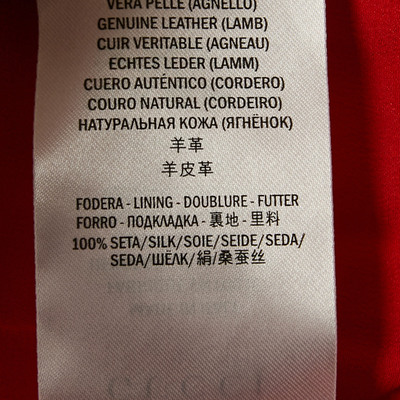 VERA PELLE (AGNELLO)
GENUINE LEATHER (LAMB)
CUIR VERITABLE (AGNEAU)
ECHTES LEDER (LAMM)
CUERO AUTÉNTICO (CORDERO)
COURO NATURAL (CORDEIRO)
НАТУРАЛЬНАЯ КОЖА (ЯГНЁНОК)
羊革
羊皮革
FODERA - LINING - DOUBLURE - FUTTER
FORRO - ПОДКЛАДКА - 裏地 - 里料
100% SETA/SILK/SOIE/SEIDE/SEDA/
SEDA/ШЁЛК/絹/桑蚕丝